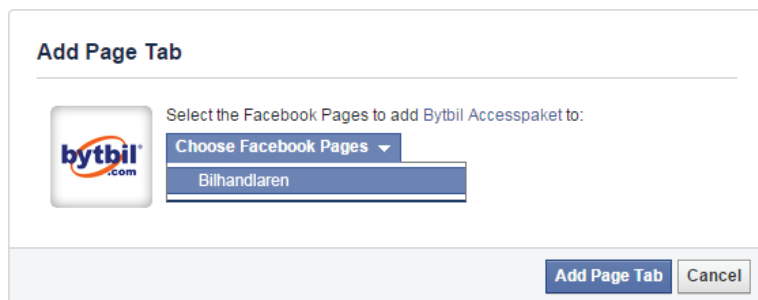 Add Page Tab
Select the Facebook Pages to add Bytbil Accesspaket to:
bytbil
.com
Choose Facebook Pages
Bilhandlaren
Add Page Tab Cancel